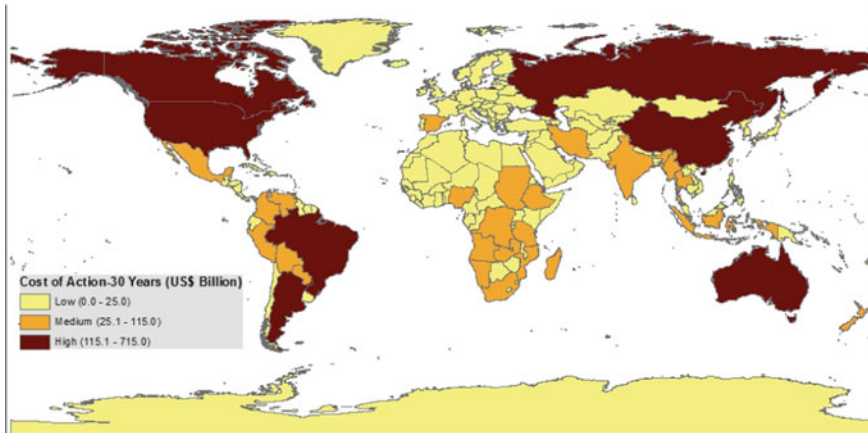 Cost of Action-30 Years (US$ Billion)
Low (0.0 - 25.0)
Medium (25.1 - 115.0)
High (115.1 - 715.0)